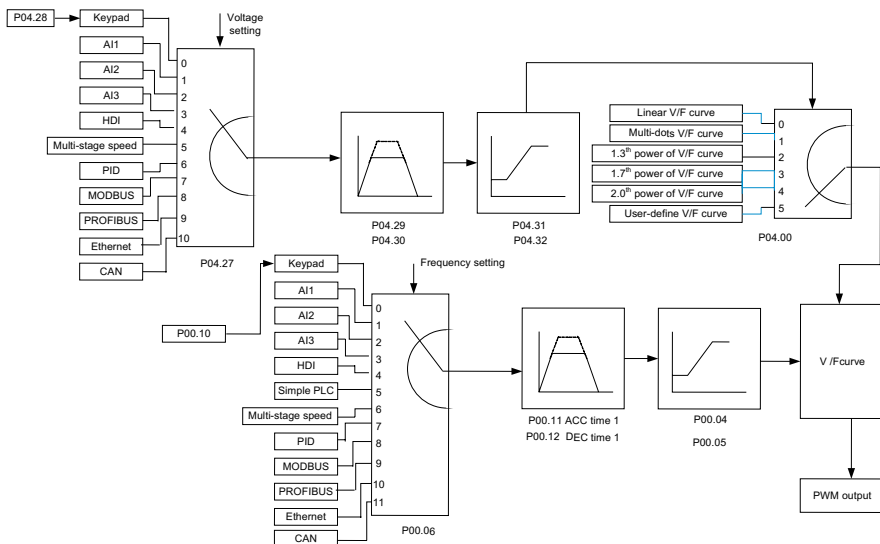 P04.28
Keypad
AI1
AI2
AI3
HDI
Multi-stage speed
PID
MODBUS
PROFIBUS
Ethernet
CAN
Voltage
setting
0
1
2
3
4
5
6
7
8
9
10
P04.27
P04.29
P04.30
P04.31
P04.32
Linear V/F curve
Multi-dots V/F curve
1.3th power of V/F curve
1.7th power of V/F curve
2.0th power of V/F curve
User-define V/F curve
0
1
2
3
4
5
P04.00
P00.10
Keypad
AI1
AI2
AI3
HDI
Simple PLC
Multi-stage speed
PID
MODBUS
PROFIBUS
Ethernet
CAN
Frequency setting
0
1
2
3
4
5
6
7
8
9
10
11
P00.06
P00.11 ACC time 1
P00.12 DEC time 1
P00.04
P00.05
V /Fcurve
PWM output